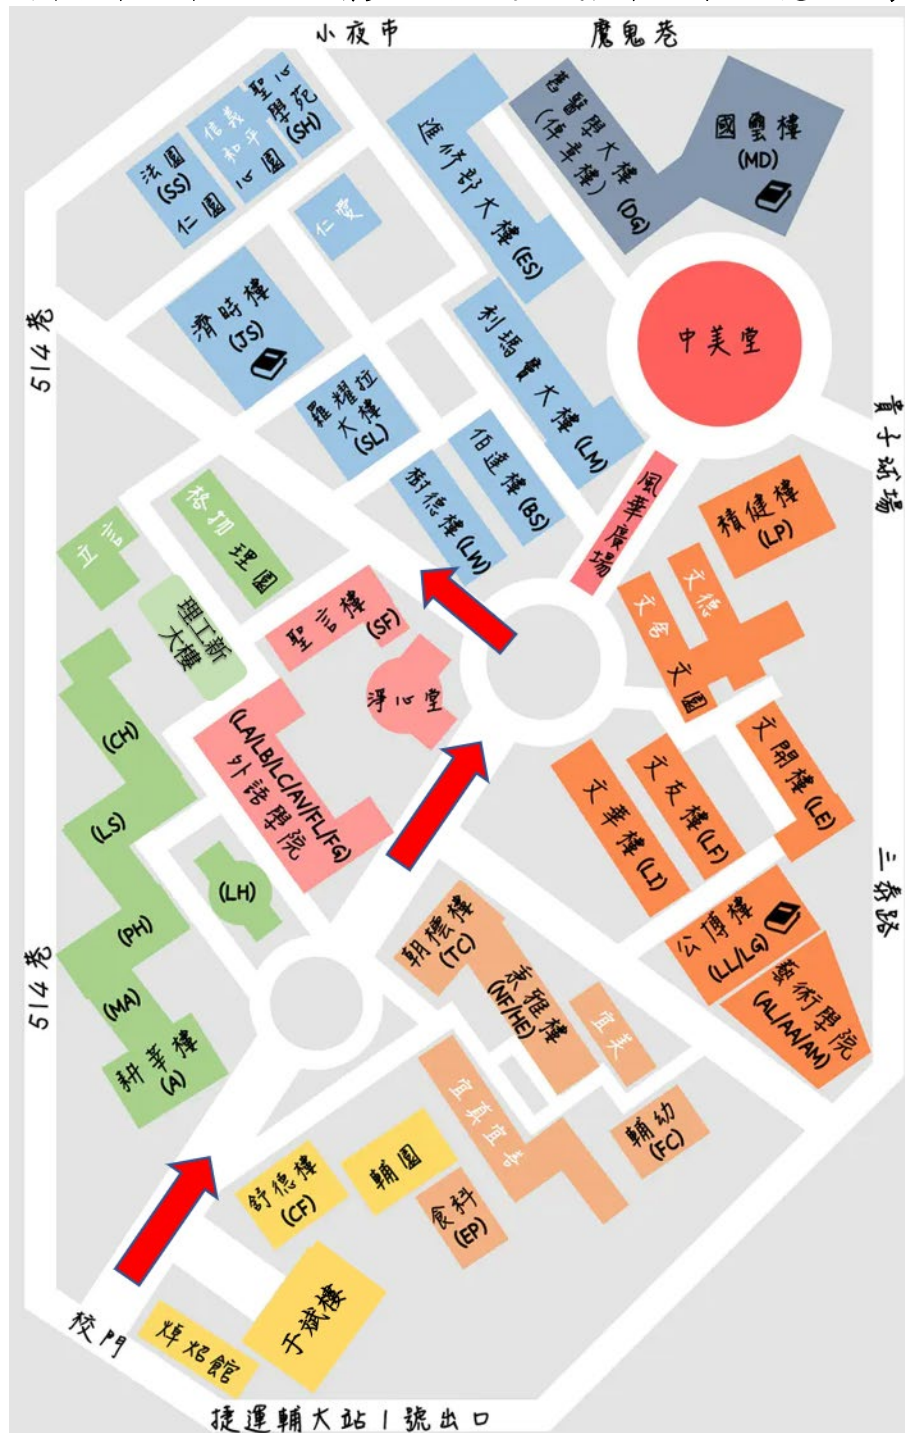 小夜市
魔鬼巷
聖心
學苑
(SH)
信義
和平
心園
法園
(SS)
仁園
仁愛
進修部大樓(ES)
舊醫學大樓
(倬章樓)
(DG)
國璽樓
(MD)
中美堂
514巷
濟時樓
(JS)
利瑪竇大樓(LM)
羅耀拉
大樓
(SL)
伯達樓(BS)
樹德樓(LW)
貴子球場
風華廣場
積健樓
(LP)
格物
理園
立言
理工新
大樓
聖言樓
(SF)
淨心堂
文德
文舍
文園
(CH)
(LA/LB/LC/AV/FL/FG)
外語學院
文開樓(LE)
文友樓(LF)
文華樓(LI)
(LS)
(LH)
三泰路
(PH)
朝橒樓
(TC)
公博樓
(LL/LG)
藝術學院
(AL/AA/AM)
514巷
(MA)
秉雅樓
(NF/HE)
宜美
耕莘樓
(A)
宜真宜善
輔幼
(FC)
舒德樓
(CF)
輔園
食科
(EP)
于斌樓
校門
焯炤館
捷運輔大站1號出口